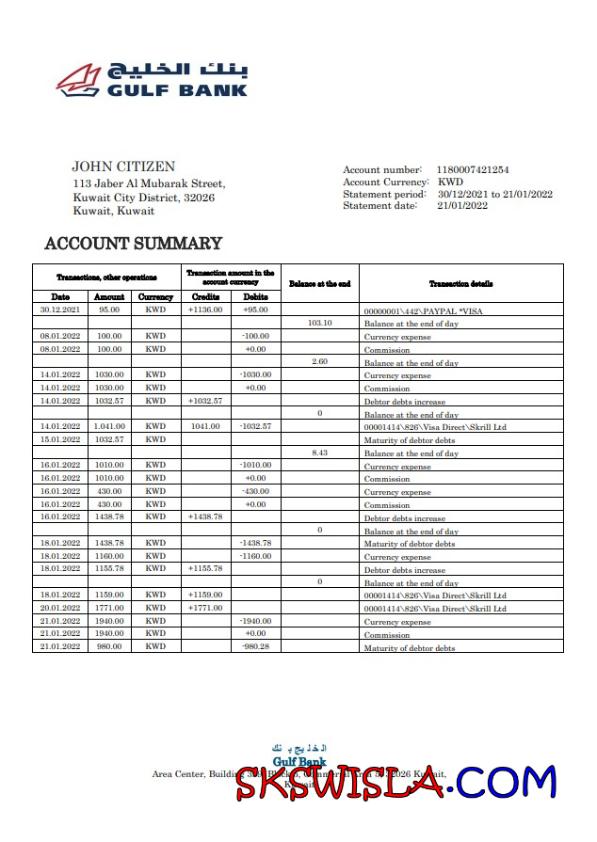 بنك الخليج
GULF BANK
JOHN CITIZEN
113 Jaber Al Mubarak Street,
Kuwait City District, 32026
Kuwait, Kuwait
Account number: 1180007421254
Account Currency: KWD
Statement period: 30/12/2021 to 21/01/2022
Statement date: 21/01/2022
ACCOUNT SUMMARY
Transactions, other operations Transaction amount in the account currency Balance at the end Transaction details
Date Amount Currency Credits Debits
30.12.2021 95.00 KWD +1136.00 +95.00 00000001\442\PAYPAL *VISA
103.10 Balance at the end of day
08.01.2022 100.00 KWD -100.00 Currency expense
08.01.2022 100.00 KWD +0.00 Commission
2.60 Balance at the end of day
14.01.2022 1030.00 KWD -1030.00 Currency expense
14.01.2022 1030.00 KWD +0.00 Commission
14.01.2022 1032.57 KWD +1032.57 Debtor debts increase
0 Balance at the end of day
14.01.2022 1.041.00 KWD 1041.00 -1032.57 00001414\826\Visa Direct\Skrill Ltd
15.01.2022 1032.57 KWD Maturity of debtor debts
8.43 Balance at the end of day
16.01.2022 1010.00 KWD -1010.00 Currency expense
16.01.2022 1010.00 KWD +0.00 Commission
16.01.2022 430.00 KWD -430.00 Currency expense
16.01.2022 430.00 KWD +0.00 Commission
16.01.2022 1438.78 KWD +1438.78 Debtor debts increase
0 Balance at the end of day
18.01.2022 1438.78 KWD -1438.78 Maturity of debtor debts
18.01.2022 1160.00 KWD -1160.00 Currency expense
18.01.2022 1155.78 KWD +1155.78 Debtor debts increase
0 Balance at the end of day
18.01.2022 1159.00 KWD +1159.00 00001414\826\Visa Direct\Skrill Ltd
20.01.2022 1771.00 KWD +1771.00 00001414\826\Visa Direct\Skrill Ltd
21.01.2022 1940.00 KWD -1940.00 Currency expense
21.01.2022 1940.00 KWD +0.00 Commission
21.01.2022 980.00 KWD -980.28 Maturity of debtor debts
الخليج بنك
Gulf Bank
Area Center, Building 2026 Kuwait,
SKSWISLA.COM